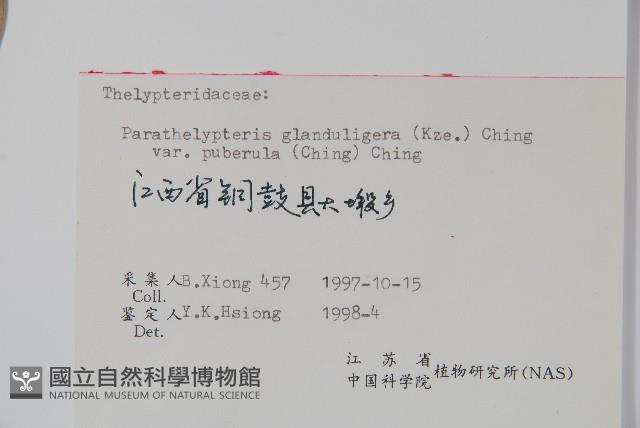 Thelypteridaceae:
Parathelypteris glanduligera (Kze.) Ching
var. puberula (Ching) Ching
江西省铜鼓县大塅乡
采集人B.Xiong 457 1997-10-15
Coll.
鉴定人Y.K.Hsiong 1998-4
Det.
江苏省
中国科学院植物研究所(NAS)
國立自然科學博物館
NATIONAL MUSEUM OF NATURAL SCIENCE